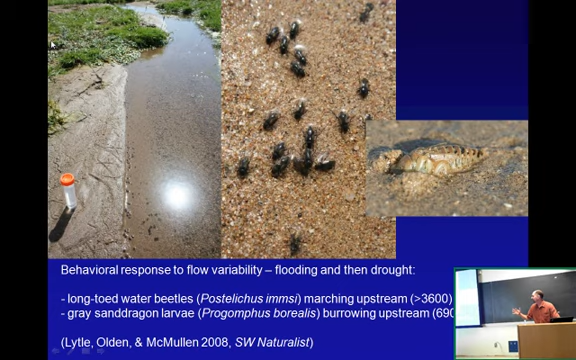 Behavioral response to flow variability – flooding and then drought:
- long-toed water beetles (Postelichus immsi) marching upstream (>3600)
- gray sanddragon larvae (Progomphus borealis) burrowing upstream (690
(Lytle, Olden, & McMullen 2008, SW Naturalist)